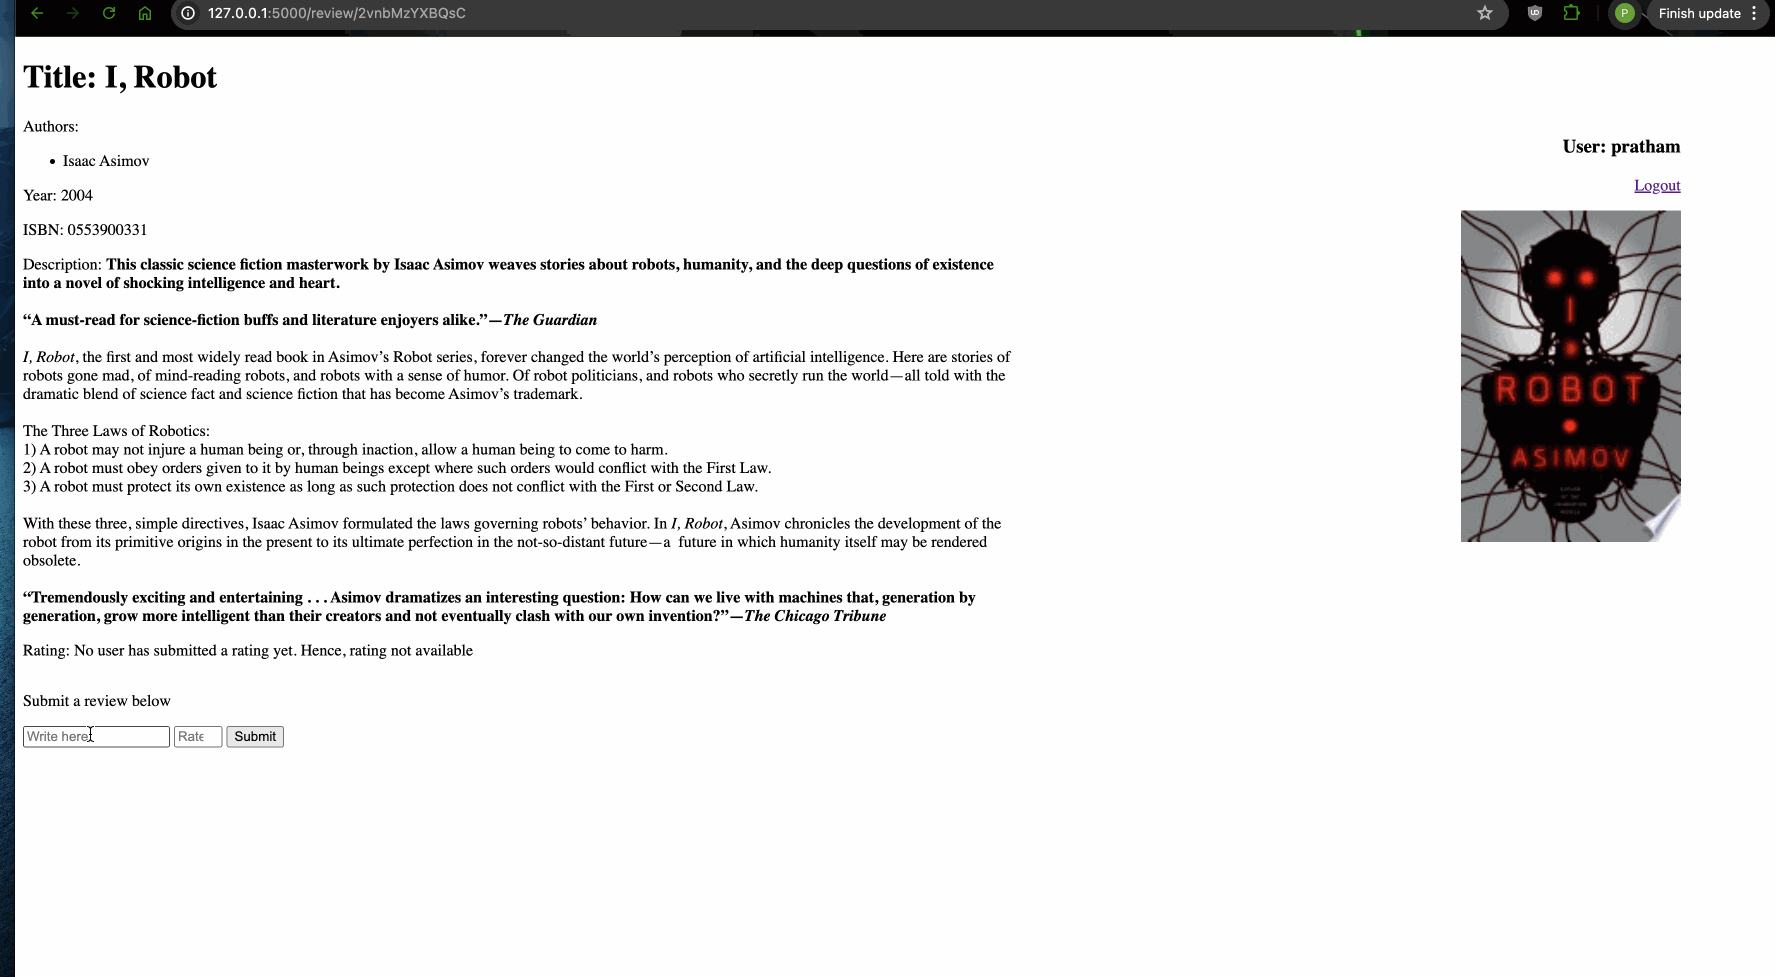 127.0.0.1:5000/review/2vnbMzYXBQsC
P
Finish update
Title: I, Robot
Authors:
• Isaac Asimov
User: pratham
Year: 2004
Logout
ISBN: 0553900331
Description: This classic science fiction masterwork by Isaac Asimov weaves stories about robots, humanity, and the deep questions of existence
into a novel of shocking intelligence and heart.
“A must-read for science-fiction buffs and literature enjoyers alike.”—The Guardian
I, Robot, the first and most widely read book in Asimov’s Robot series, forever changed the world’s perception of artificial intelligence. Here are stories of
robots gone mad, of mind-reading robots, and robots with a sense of humor. Of robot politicians, and robots who secretly run the world—all told with the
dramatic blend of science fact and science fiction that has become Asimov’s trademark.
The Three Laws of Robotics:
1) A robot may not injure a human being or, through inaction, allow a human being to come to harm.
2) A robot must obey orders given to it by human beings except where such orders would conflict with the First Law.
3) A robot must protect its own existence as long as such protection does not conflict with the First or Second Law.
With these three, simple directives, Isaac Asimov formulated the laws governing robots’ behavior. In I, Robot, Asimov chronicles the development of the
robot from its primitive origins in the present to its ultimate perfection in the not-so-distant future—a future in which humanity itself may be rendered
obsolete.
“Tremendously exciting and entertaining . . . Asimov dramatizes an interesting question: How can we live with machines that, generation by
generation, grow more intelligent than their creators and not eventually clash with our own invention?”—The Chicago Tribune
Rating: No user has submitted a rating yet. Hence, rating not available
Submit a review below
Write here
Rate
Submit
I
ROBOT
ASIMOV